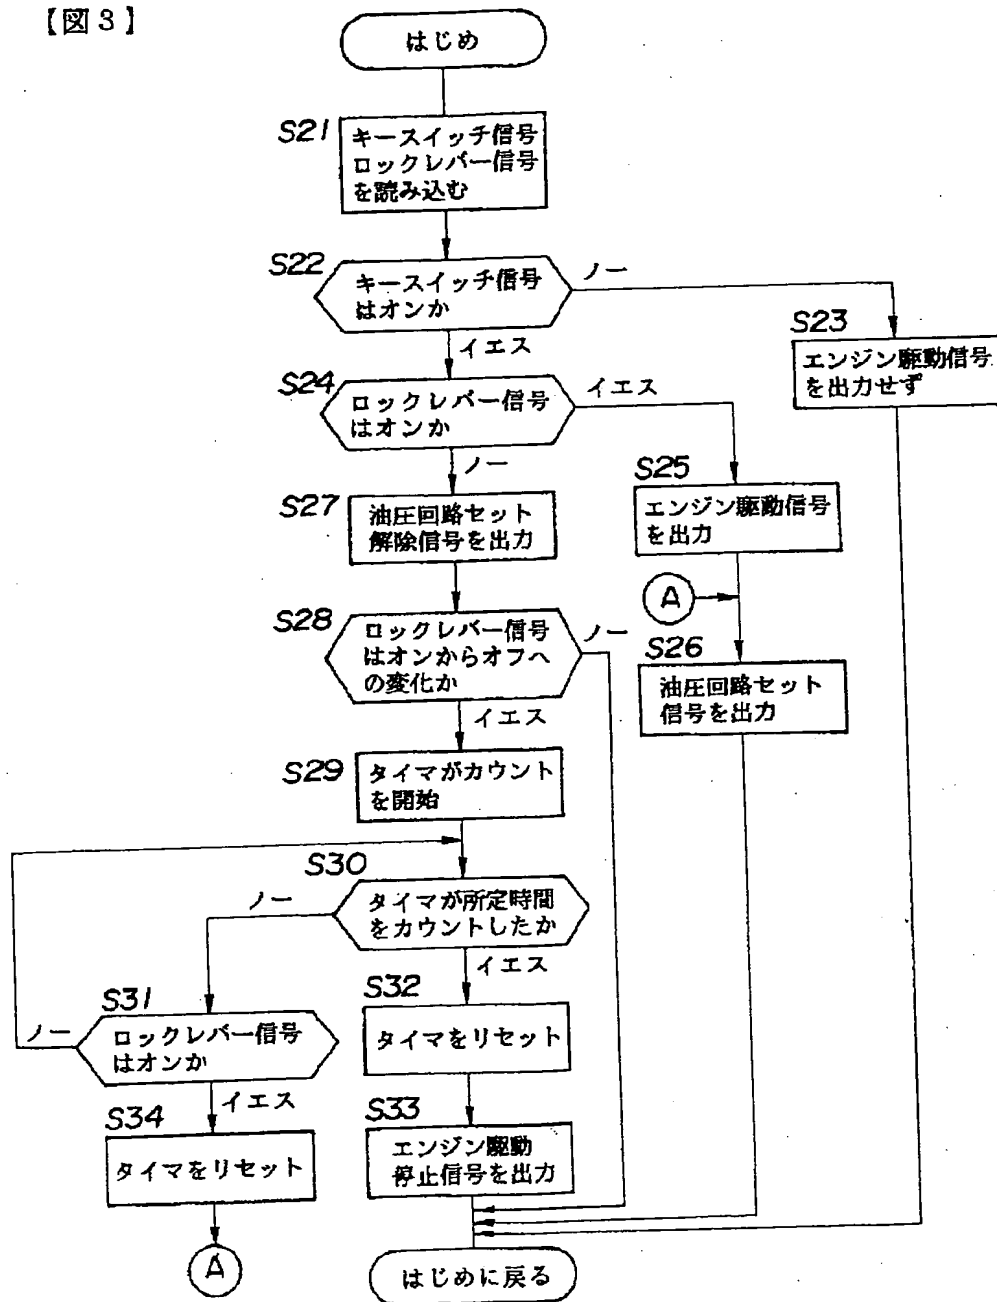 【図3】
はじめ
S21
キースイッチ信号
ロックレバー信号
を読み込む
S22
キースイッチ信号
はオンか
ノー
イエス
S23
エンジン駆動信号
を出力せず
S24
ロックレバー信号
はオンか
イエス
ノー
S25
エンジン駆動信号
を出力
S27
油圧回路セット
解除信号を出力
A
S28
ロックレバー信号
はオンからオフへ
の変化か
ノー
イエス
S26
油圧回路セット
信号を出力
S29
タイマがカウント
を開始
S30
タイマが所定時間
をカウントしたか
ノー
イエス
S31
ロックレバー信号
はオンか
ノー
イエス
S32
タイマをリセット
S33
エンジン駆動
停止信号を出力
S34
タイマをリセット
A
はじめに戻る